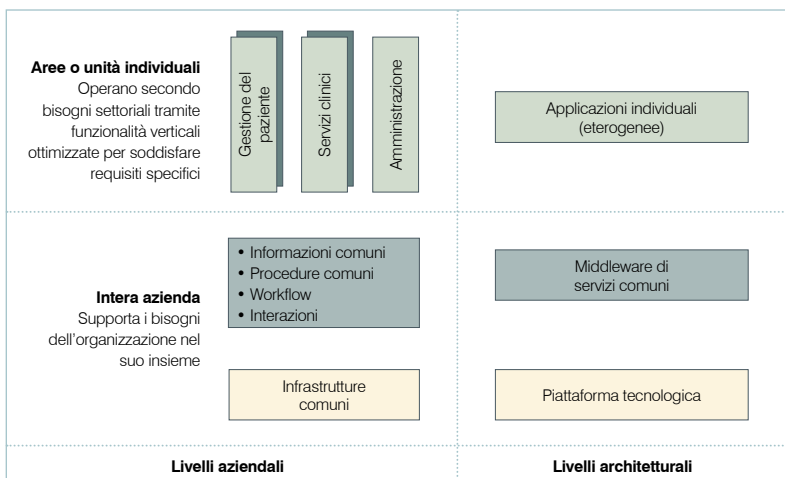 Aree o unità individuali
Operano secondo
bisogni settoriali tramite
funzionalità verticali
ottimizzate per soddisfare
requisiti specifici
Gestione del
paziente
Servizi clinici
Amministrazione
Applicazioni individuali
(eterogenee)
Intera azienda
Supporta i bisogni
dell'organizzazione nel
suo insieme
• Informazioni comuni
• Procedure comuni
• Workflow
• Interazioni
Middleware di
servizi comuni
Infrastrutture
comuni
Piattaforma tecnologica
Livelli aziendali
Livelli architetturali